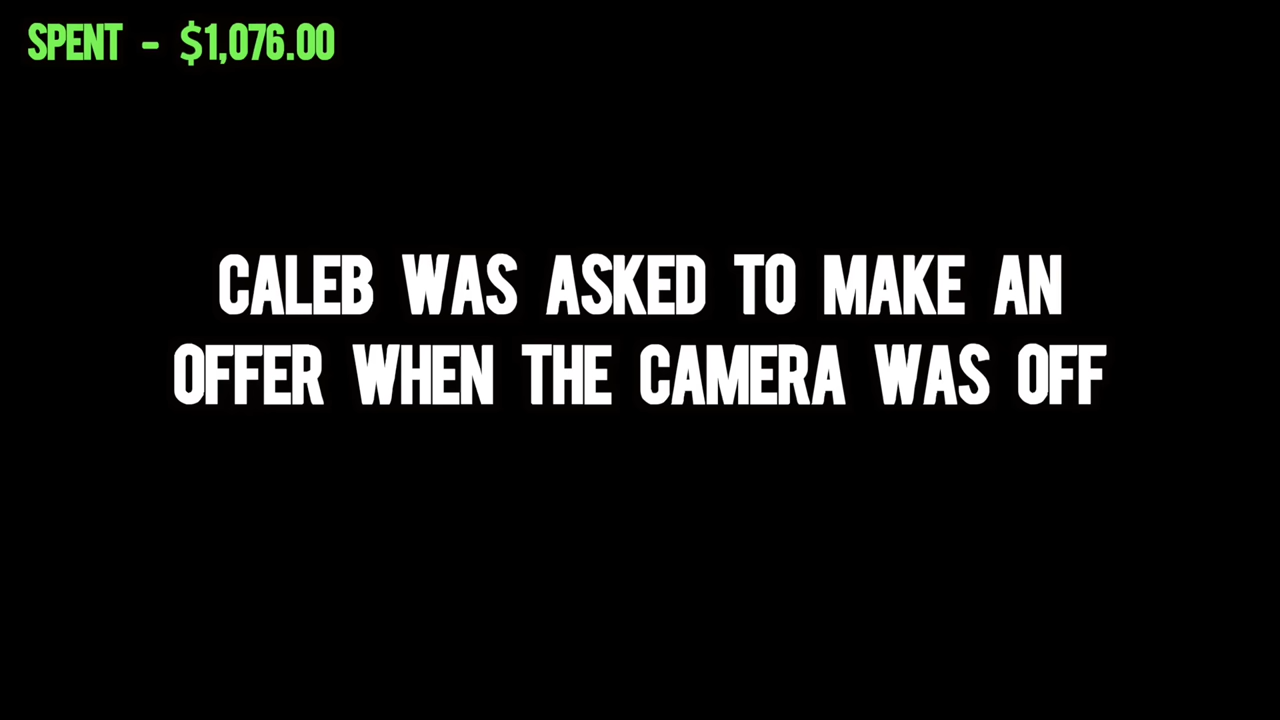 SPENT - $1,076.00
CALEB WAS ASKED TO MAKE AN
OFFER WHEN THE CAMERA WAS OFF